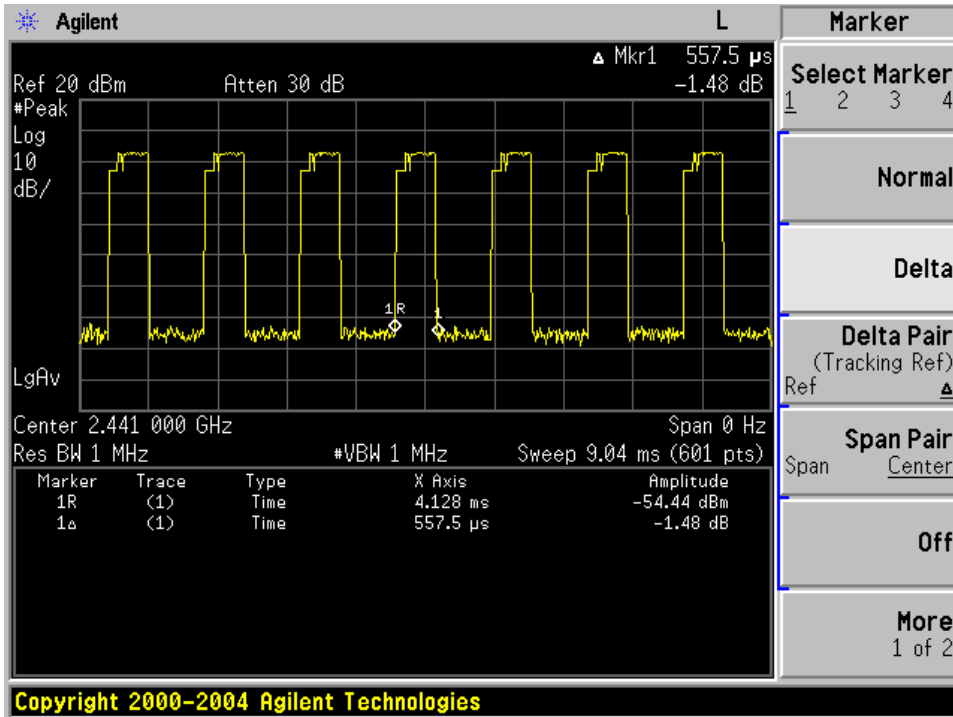 Agilent
L
Marker
Δ Mkr1 557.5 µs
Ref 20 dBm Atten 30 dB -1.48 dB
#Peak
Log
10
dB/
1R
1
LgAv
Center 2.441 000 GHz Span 0 Hz
Res BW 1 MHz #VBW 1 MHz Sweep 9.04 ms (601 pts)
Marker Trace Type X Axis Amplitude
1R (1) Time 4.128 ms -54.44 dBm
1Δ (1) Time 557.5 µs -1.48 dB
Select Marker
1 2 3 4
Normal
Delta
Delta Pair
(Tracking Ref)
Ref Δ
Span Pair
Span Center
Off
More
1 of 2
Copyright 2000-2004 Agilent Technologies